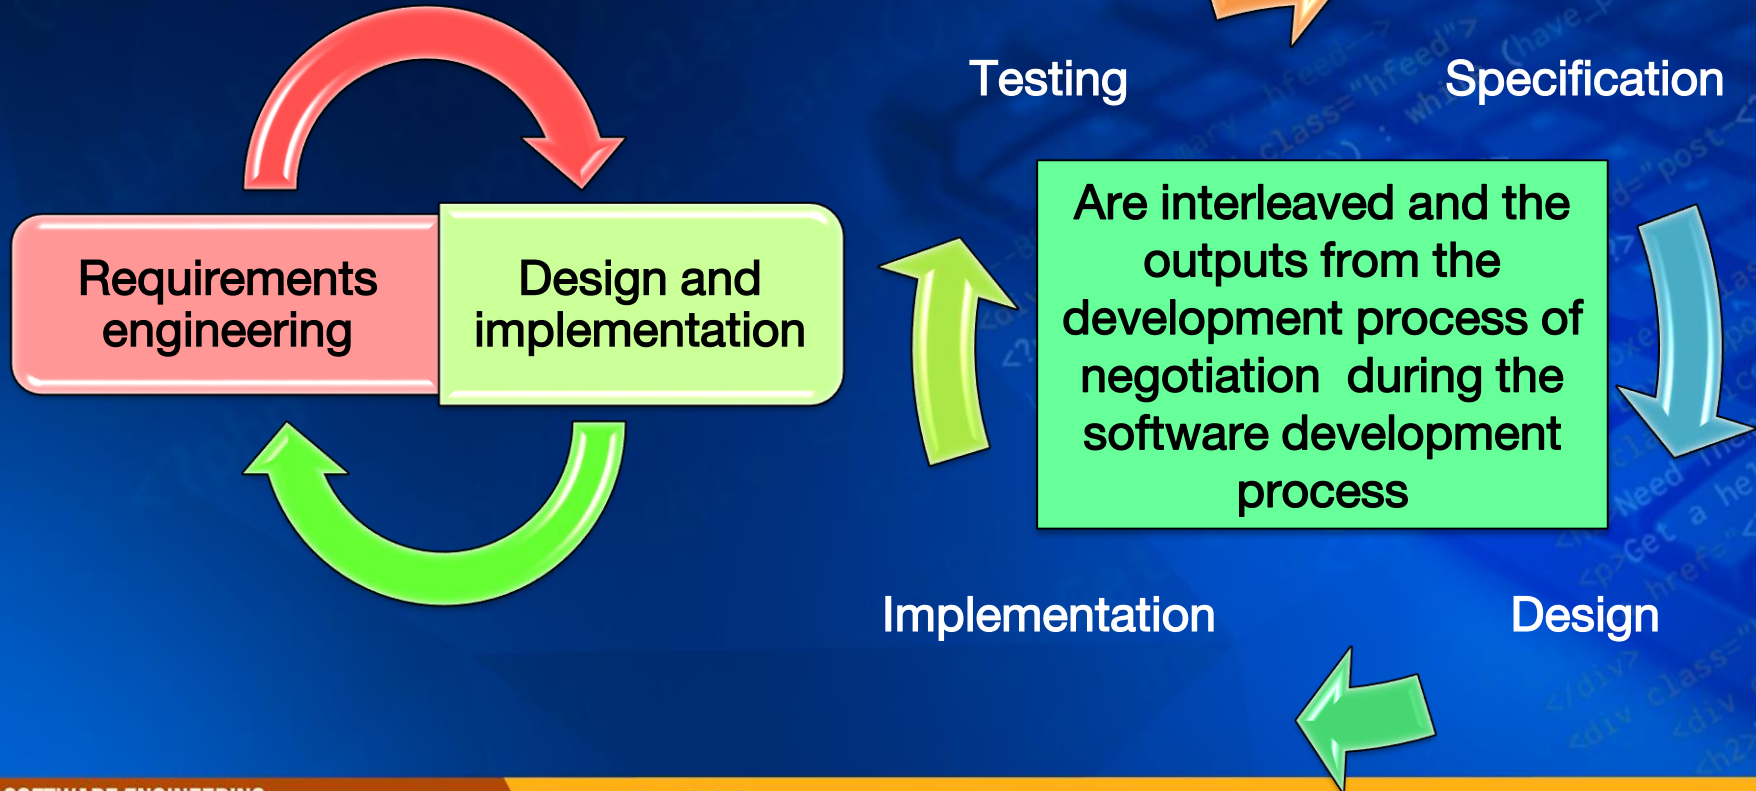 Testing
Specification
Requirements
engineering
Design and
implementation
Are interleaved and the
outputs from the
development process of
negotiation  during the
software development
process
Implementation
Design